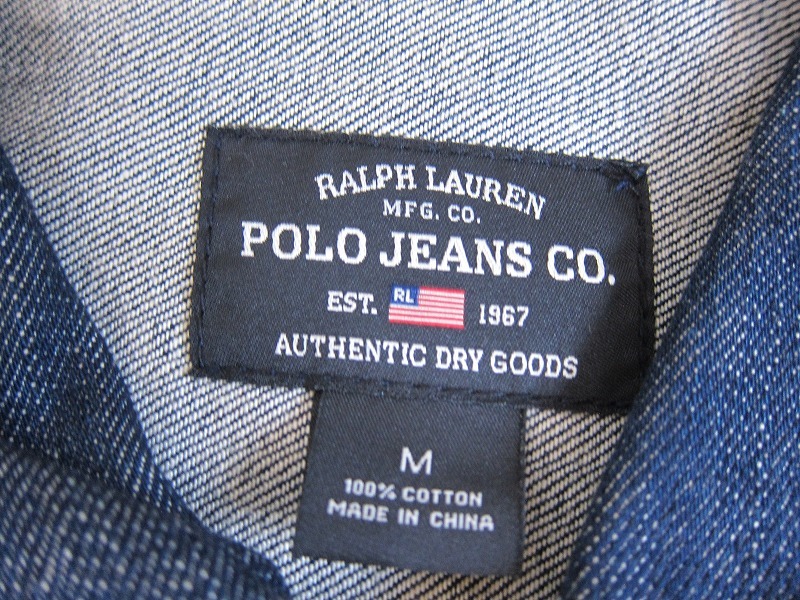 RALPH LAUREN
MFG. CO.
POLO JEANS CO.
EST. RL 1967
AUTHENTIC DRY GOODS
M
100% COTTON
MADE IN CHINA